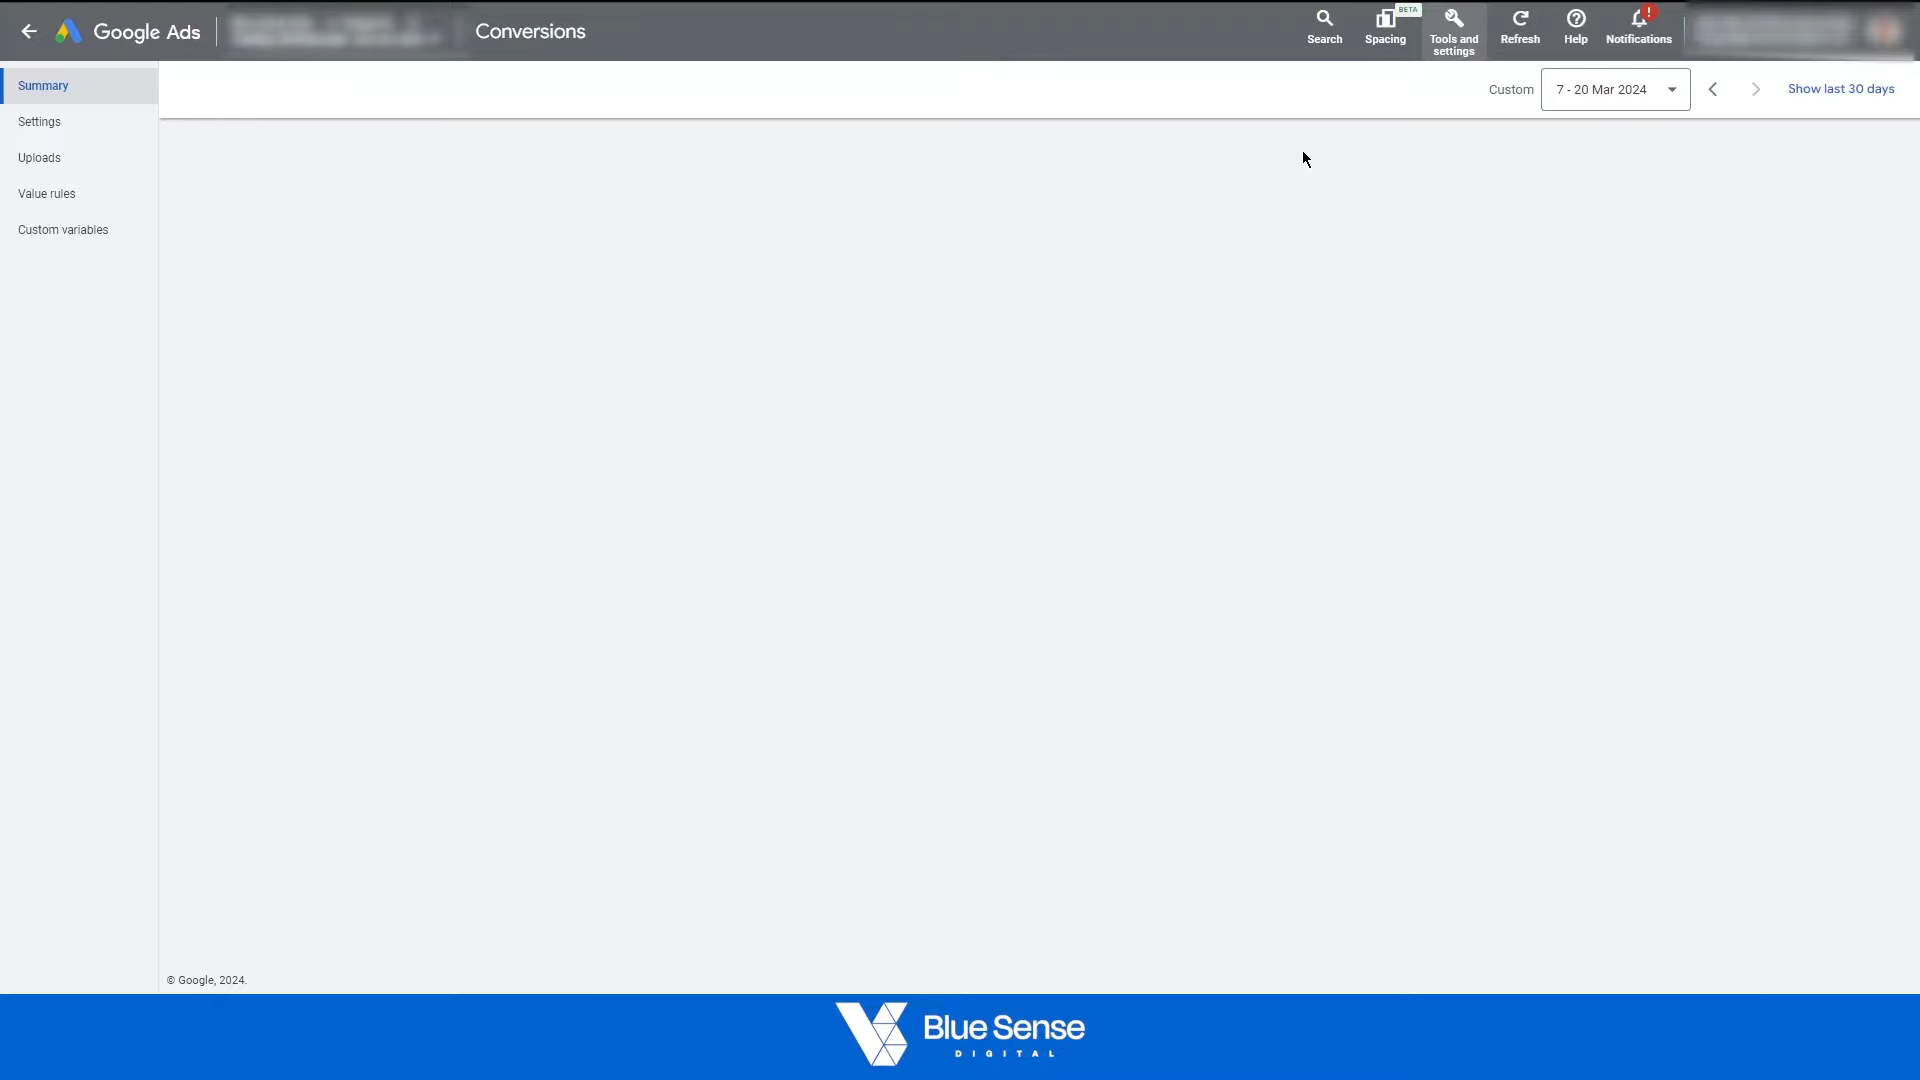 Google Ads
Conversions
Search
Spacing
BETA
Tools and
settings
Refresh
Help
!
Notifications
Summary
Settings
Uploads
Value rules
Custom variables
Custom
7 - 20 Mar 2024
Show last 30 days
© Google, 2024.
Blue Sense
DIGITAL